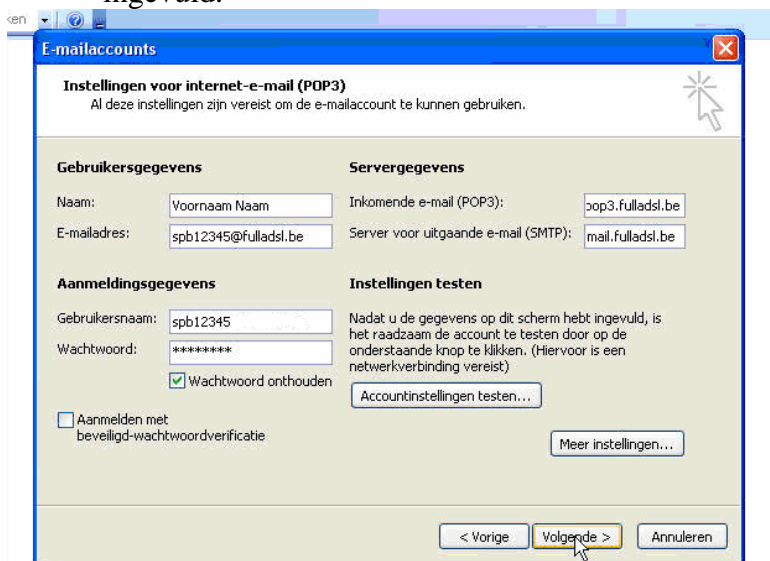 ingevuld.
ken
E-mailaccounts
Instellingen voor internet-e-mail (POP3)
Al deze instellingen zijn vereist om de e-mailaccount te kunnen gebruiken.
Gebruikersgegevens
Naam:
Voornaam Naam
E-mailadres:
spb12345@fulladsl.be
Servergegevens
Inkomende e-mail (POP3):
pop3.fulladsl.be
Server voor uitgaande e-mail (SMTP):
mail.fulladsl.be
Aanmeldingsgegevens
Gebruikersnaam:
spb12345
Wachtwoord:
********
Wachtwoord onthouden
Aanmelden met
beveiligd-wachtwoordverificatie
Instellingen testen
Nadat u de gegevens op dit scherm hebt ingevuld, is
het raadzaam de account te testen door op de
onderstaande knop te klikken. (Hiervoor is een
netwerkverbinding vereist)
Accountinstellingen testen...
Meer instellingen...
< Vorige
Volgende >
Annuleren